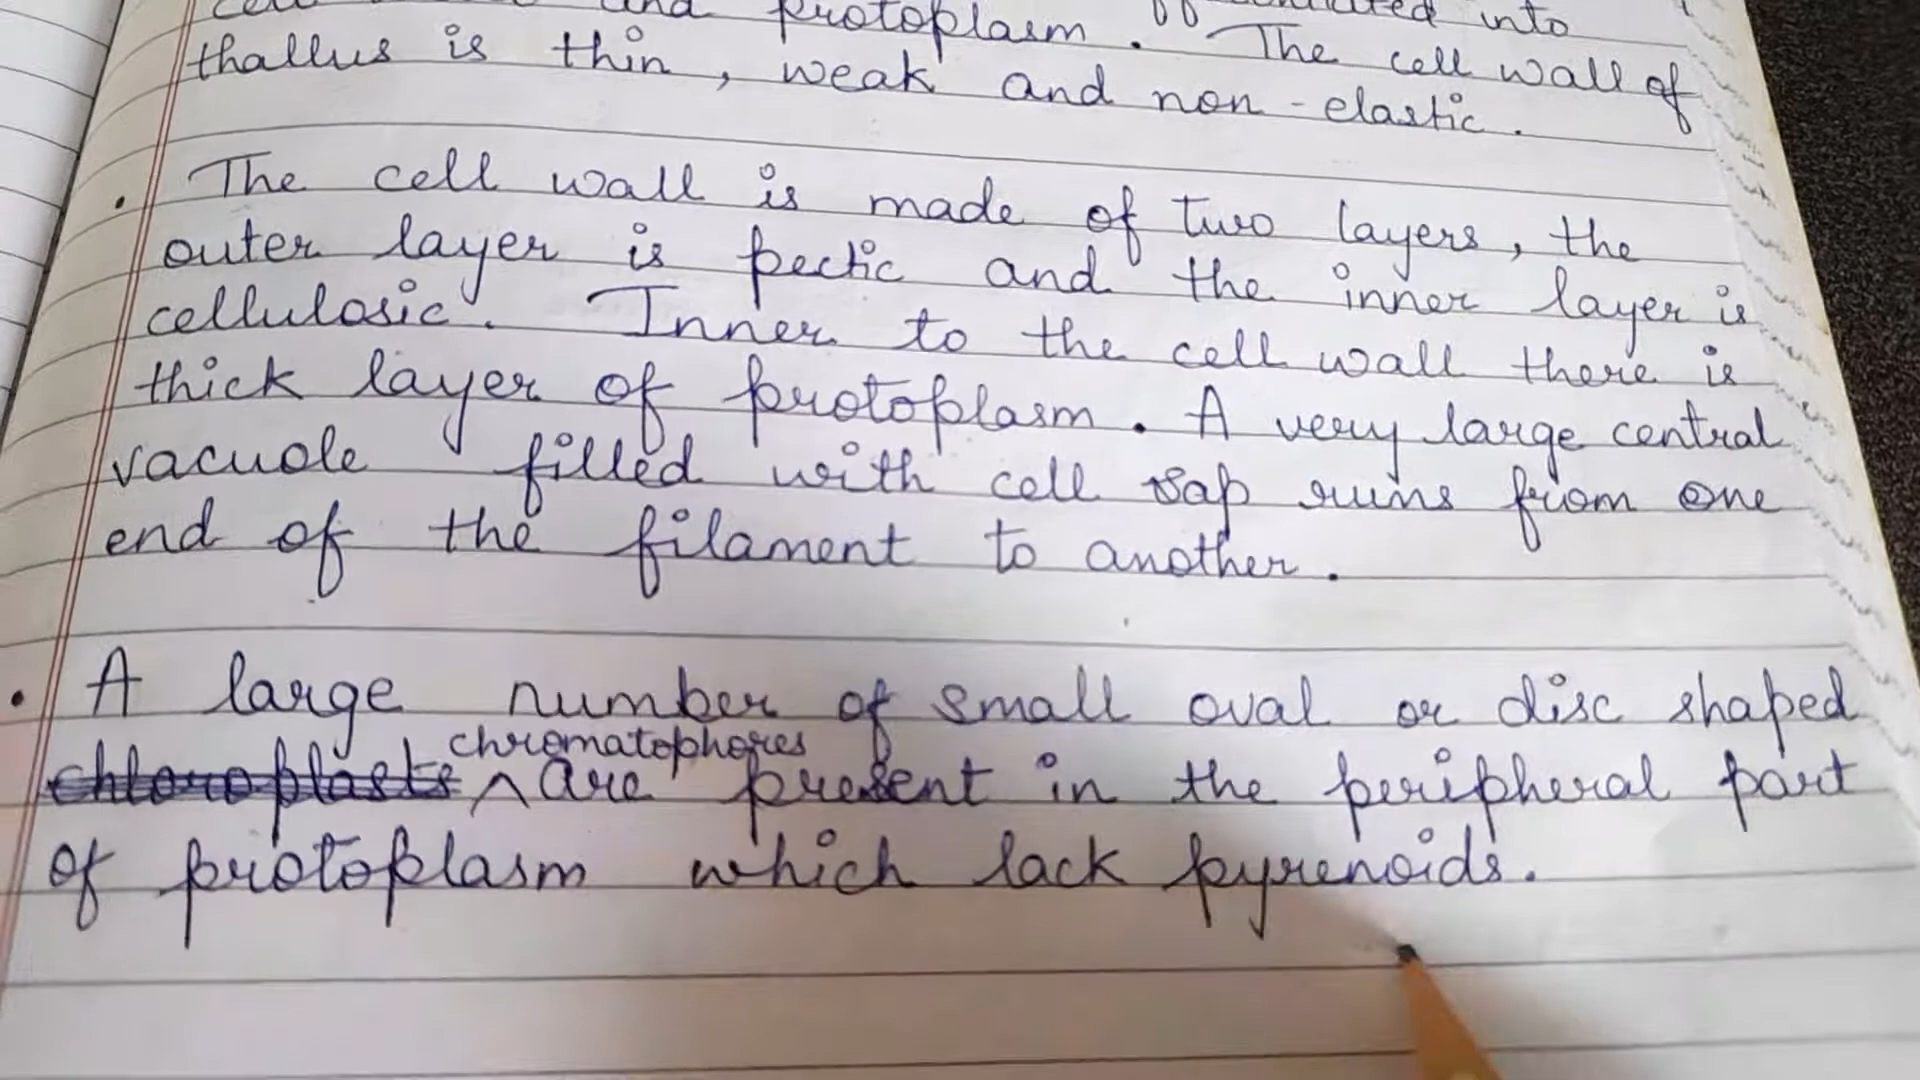 and protoplasm. into
thallus is thin, weak and non-elastic. The cell wall of
. The cell wall is made of two layers, the
outer layer is pectic and the inner layer is
cellulosic. Inner to the cell wall there is
thick layer of protoplasm. A very large central
vacuole filled with cell sap runs from one
end of the filament to another.
. A large number of small oval or disc shaped
chloroplasts ^ chromatophores are present in the peripheral part
of protoplasm which lack pyrenoids.